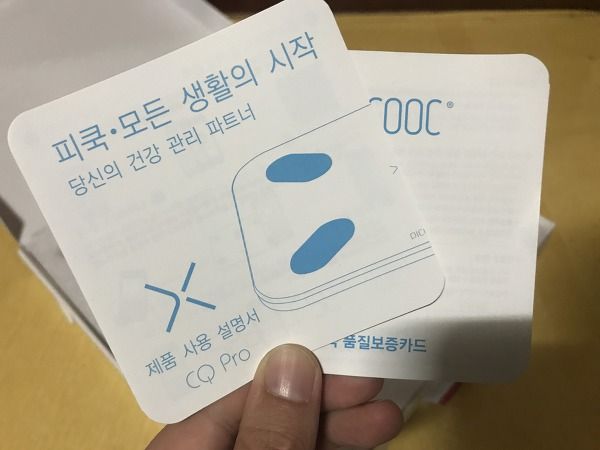 피쿡·모든 생활의 시작
당신의 건강 관리 파트너
제품 사용 설명서
CQ Pro
COOC®
품질보증카드